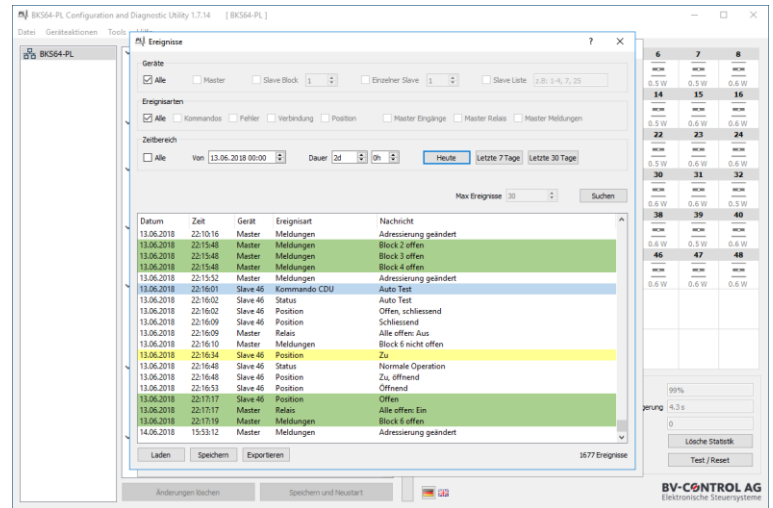 BKS64-PL Configuration and Diagnostic Utility 1.7.14 [ BKS64-PL ]
Datei Geräteaktionen Tools
BKS64-PL
Ereignisse ? ×
Geräte
Alle Master Slave Block 1 Einzelner Slave 1 Slave Liste z.B: 1-4, 7, 25
Ereignisarten
Alle Kommandos Fehler Verbindung Position Master Eingänge Master Relais Master Meldungen
Zeitbereich
Alle Von 13.06.2018 00:00 Dauer 2d 0h Heute Letzte 7 Tage Letzte 30 Tage
Max Ereignisse 30 Suchen
Datum Zeit Gerät Ereignisart Nachricht
13.06.2018 22:10:16 Master Meldungen Adressierung geändert
13.06.2018 22:15:48 Master Meldungen Block 2 offen
13.06.2018 22:15:48 Master Meldungen Block 3 offen
13.06.2018 22:15:48 Master Meldungen Block 4 offen
13.06.2018 22:15:52 Master Meldungen Adressierung geändert
13.06.2018 22:16:01 Slave 46 Kommando CDU Auto Test
13.06.2018 22:16:02 Slave 46 Status Auto Test
13.06.2018 22:16:02 Slave 46 Position Offen, schliessend
13.06.2018 22:16:09 Slave 46 Position Schliessend
13.06.2018 22:16:09 Master Relais Alle offen: Aus
13.06.2018 22:16:10 Master Meldungen Block 6 nicht offen
13.06.2018 22:16:34 Slave 46 Position Zu
13.06.2018 22:16:48 Slave 46 Status Normale Operation
13.06.2018 22:16:48 Slave 46 Position Zu, öffnend
13.06.2018 22:16:53 Slave 46 Position Öffnend
13.06.2018 22:17:17 Slave 46 Position Offen
13.06.2018 22:17:17 Master Relais Alle offen: Ein
13.06.2018 22:17:19 Master Meldungen Block 6 offen
14.06.2018 15:53:12 Master Meldungen Adressierung geändert
Laden Speichern Exportieren 1677 Ereignisse
6 7 8
0.5 W 0.5 W 0.6 W
14 15 16
0.5 W 0.6 W 0.6 W
22 23 24
0.5 W 0.6 W 0.6 W
30 31 32
0.6 W 0.6 W 0.5 W
38 39 40
0.6 W 0.5 W 0.6 W
46 47 48
0.6 W 0.6 W 0.6 W
99%
gerung 4.3 s
0
Lösche Statistik
Test / Reset
Änderungen löschen Speichern und Neustart
BV-CONTROL AG
Elektronische Steuersysteme